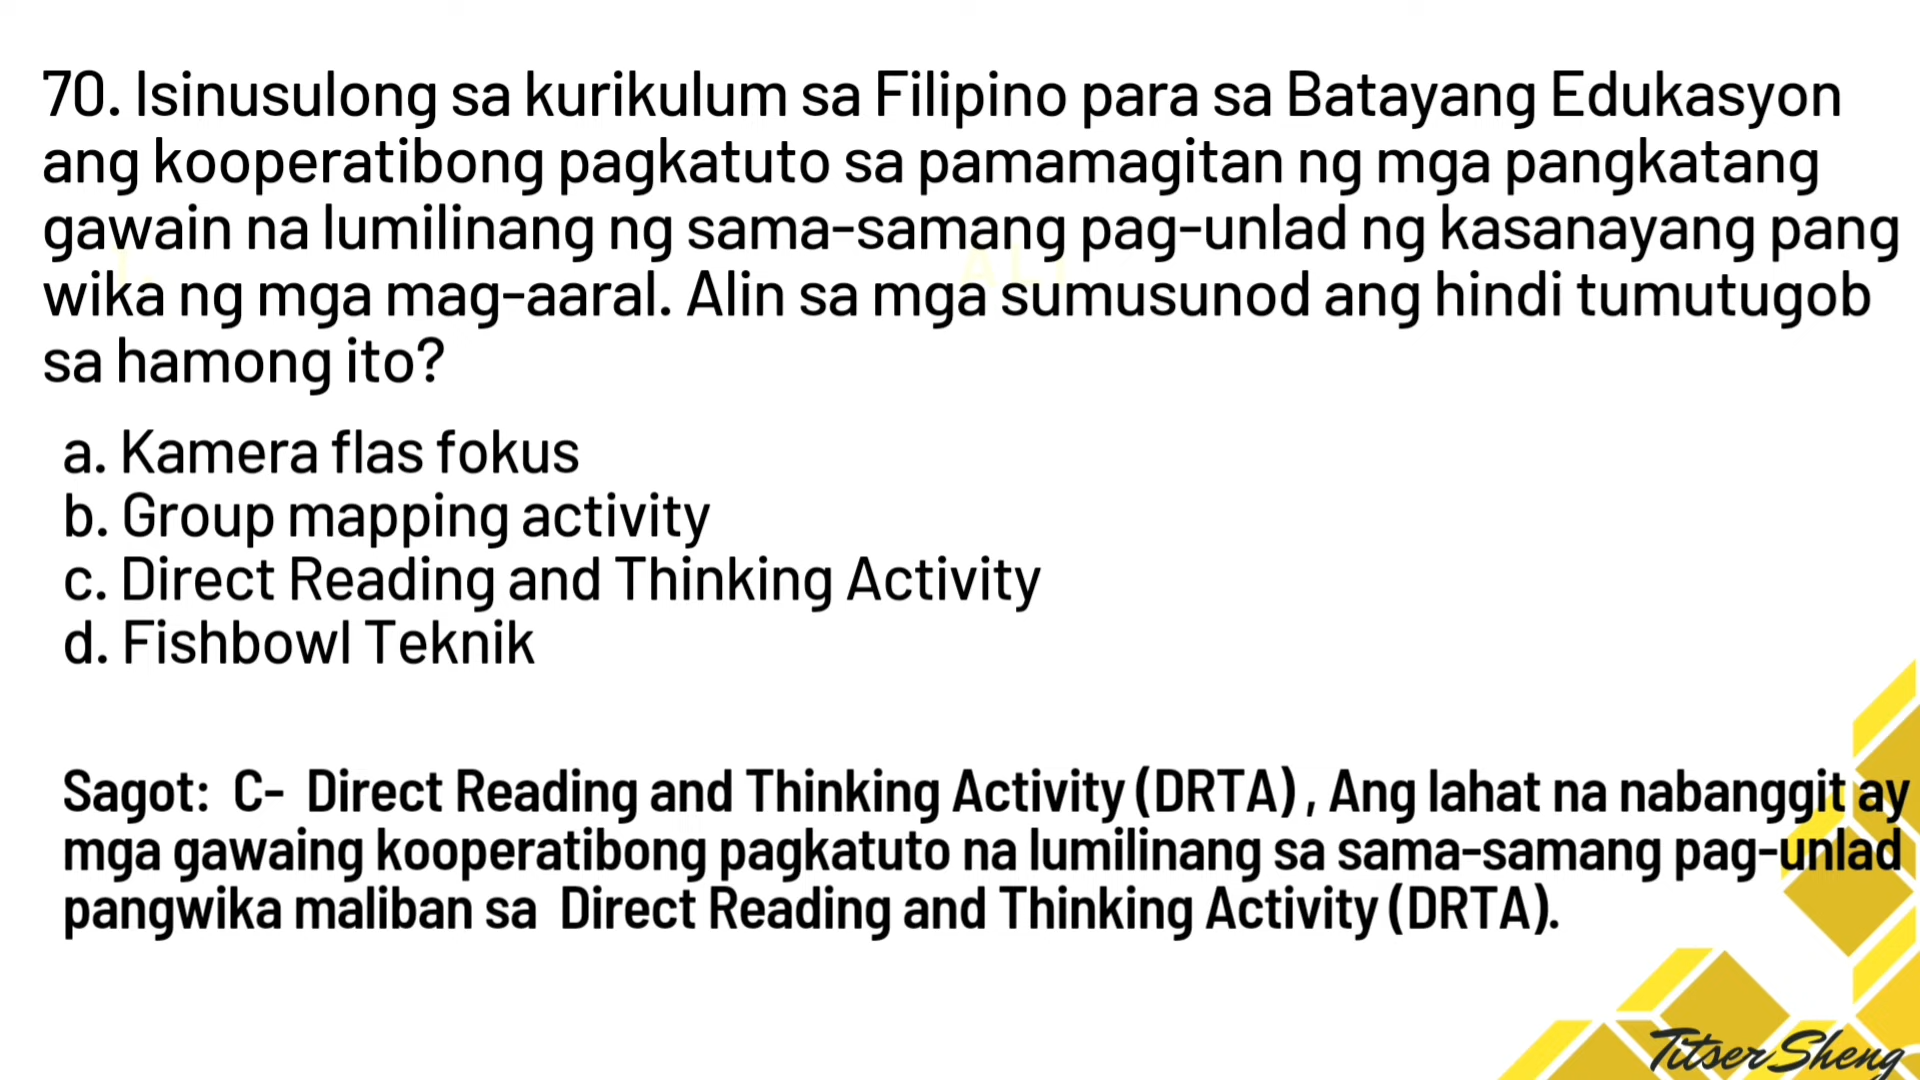 70. Isinusulong sa kurikulum sa Filipino para sa Batayang Edukasyon
ang kooperatibong pagkatuto sa pamamagitan ng mga pangkatang
gawain na lumilinang ng sama-samang pag-unlad ng kasanayang pang
wika ng mga mag-aaral. Alin sa mga sumusunod ang hindi tumutugob
sa hamong ito?
a. Kamera flas fokus
b. Group mapping activity
c. Direct Reading and Thinking Activity
d. Fishbowl Teknik
Sagot: C- Direct Reading and Thinking Activity (DRTA) , Ang lahat na nabanggit ay
mga gawaing kooperatibong pagkatuto na lumilinang sa sama-samang pag-unlad
pangwika maliban sa Direct Reading and Thinking Activity (DRTA).
Titser Sheng